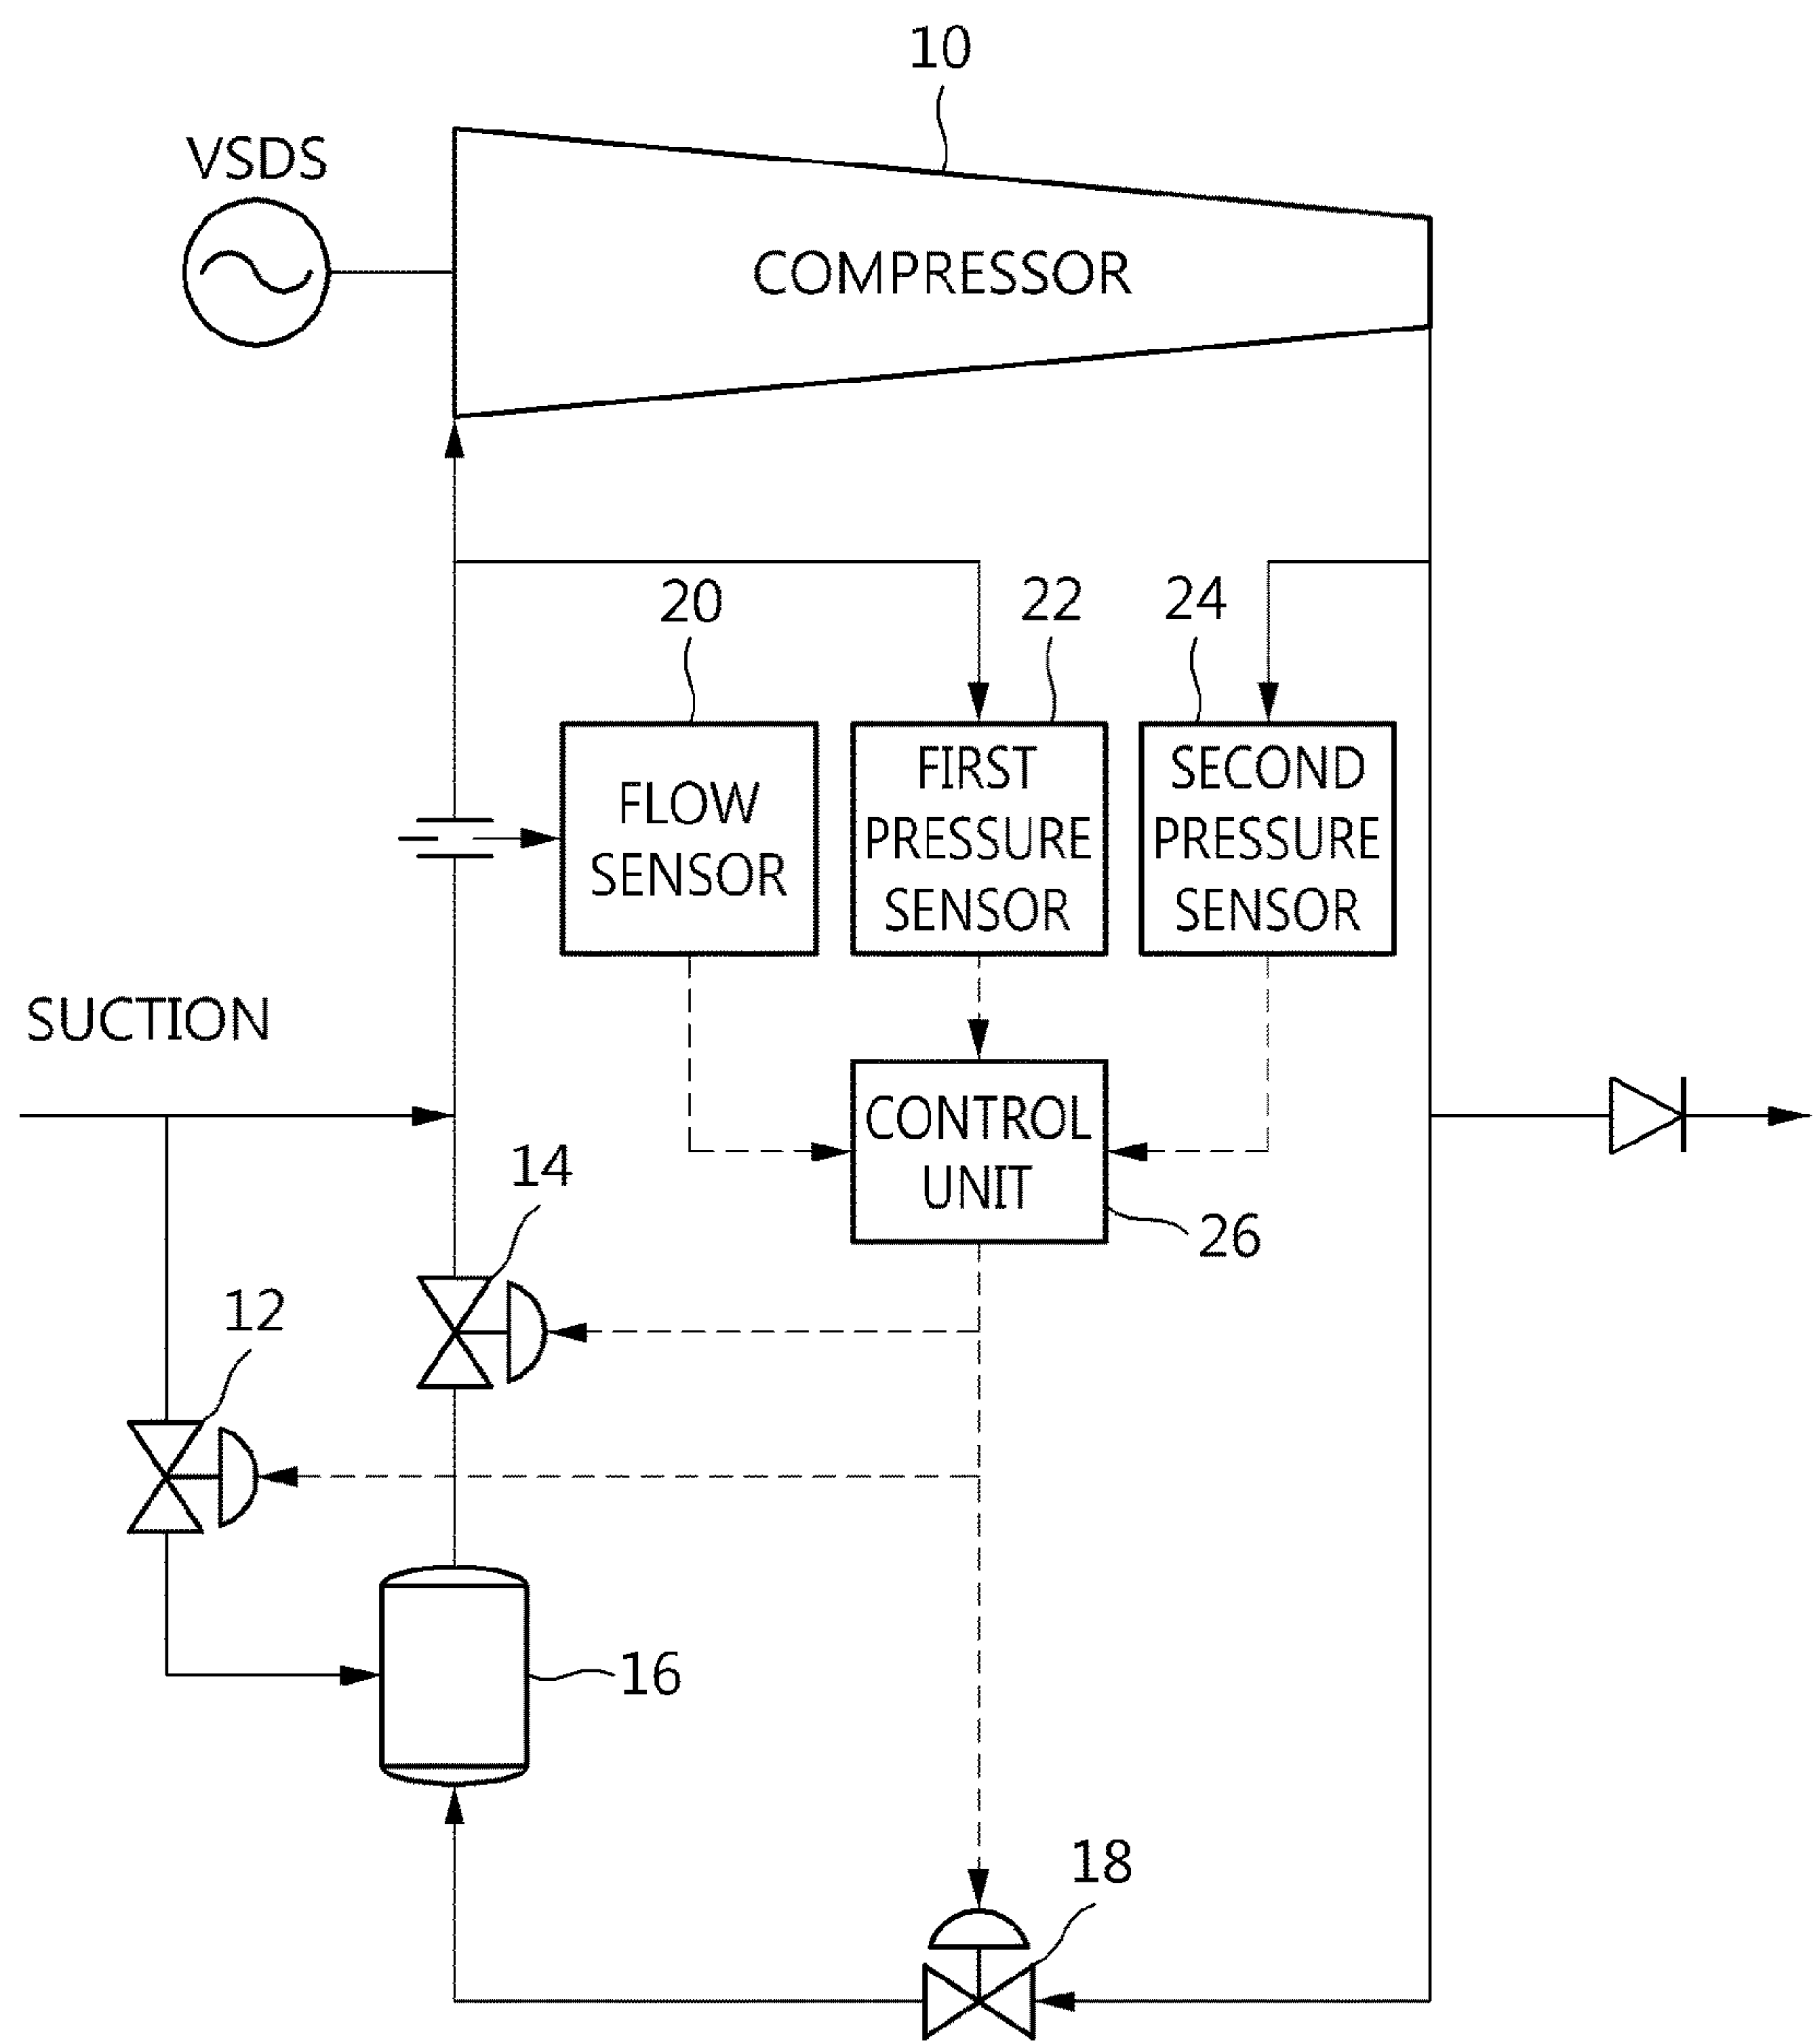 10
VSDS
COMPRESSOR
20
22
24
FLOW
SENSOR
FIRST
PRESSURE
SENSOR
SECOND
PRESSURE
SENSOR
SUCTION
CONTROL
UNIT
14
26
12
16
18